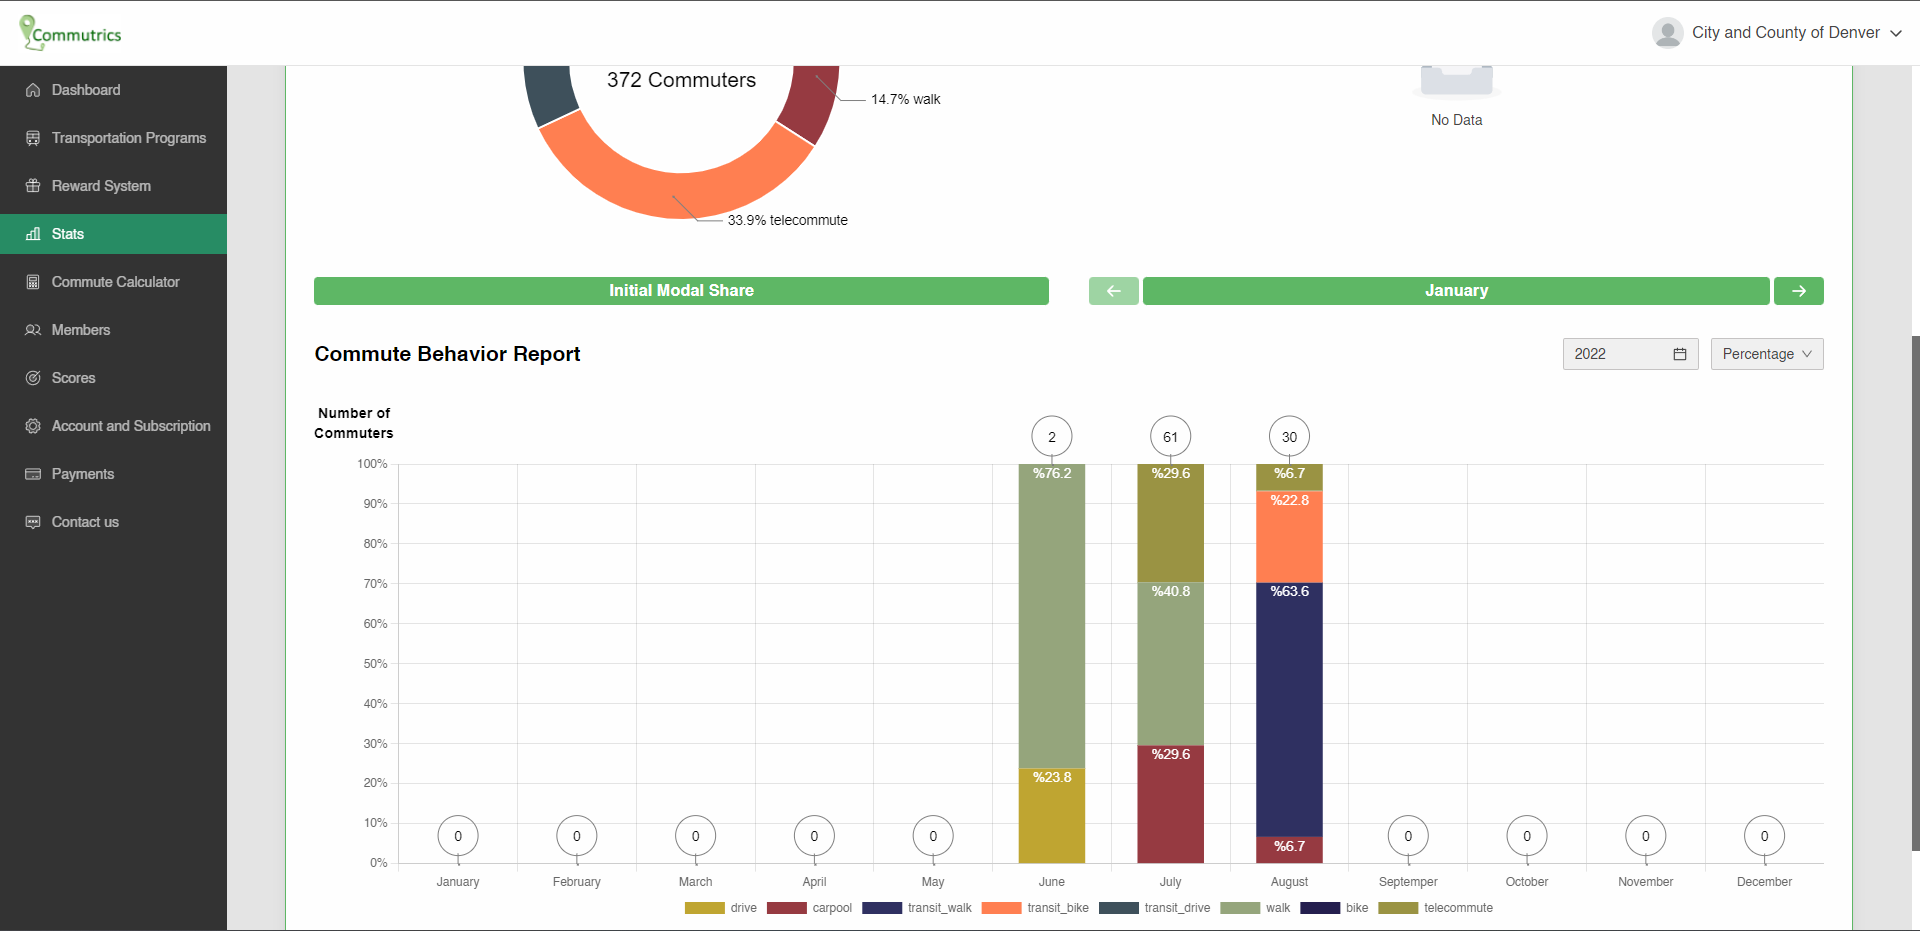 Commutrics
City and County of Denver
Dashboard
Transportation Programs
Reward System
Stats
Commute Calculator
Members
Scores
Account and Subscription
Payments
Contact us
372 Commuters
14.7% walk
33.9% telecommute
No Data
Initial Modal Share
January
Commute Behavior Report
2022
Percentage
Number of
Commuters
2
61
30
100%
90%
80%
70%
60%
50%
40%
30%
20%
10%
0%
%76.2
%23.8
%29.6
%40.8
%29.6
%6.7
%22.8
%63.6
%6.7
0
0
0
0
0
0
0
0
0
January
February
March
April
May
June
July
August
Septemper
October
November
December
drive
carpool
transit_walk
transit_bike
transit_drive
walk
bike
telecommute